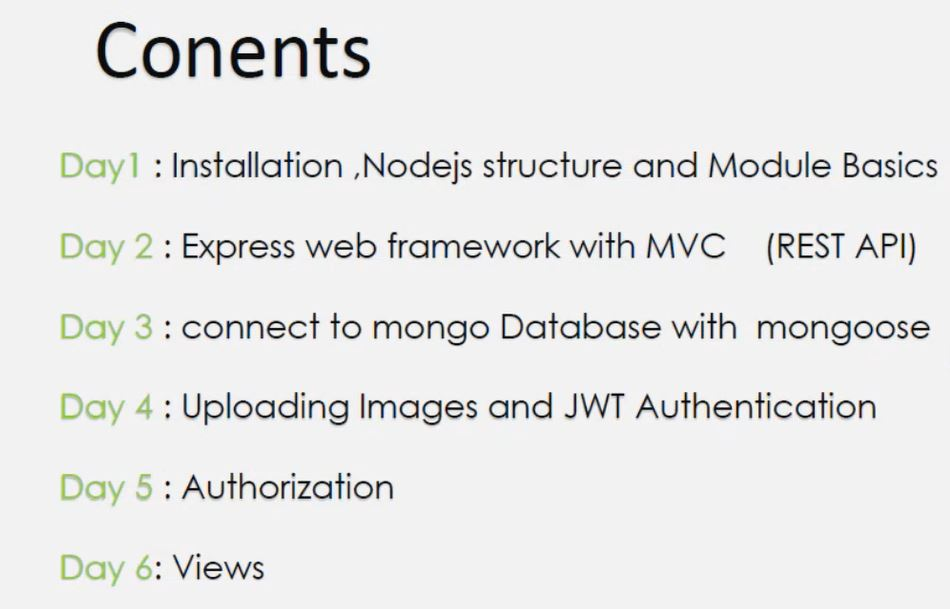 Conents
Day1 : Installation ,Nodejs structure and Module Basics
Day 2 : Express web framework with MVC (REST API)
Day 3 : connect to mongo Database with mongoose
Day 4 : Uploading Images and JWT Authentication
Day 5 : Authorization
Day 6: Views